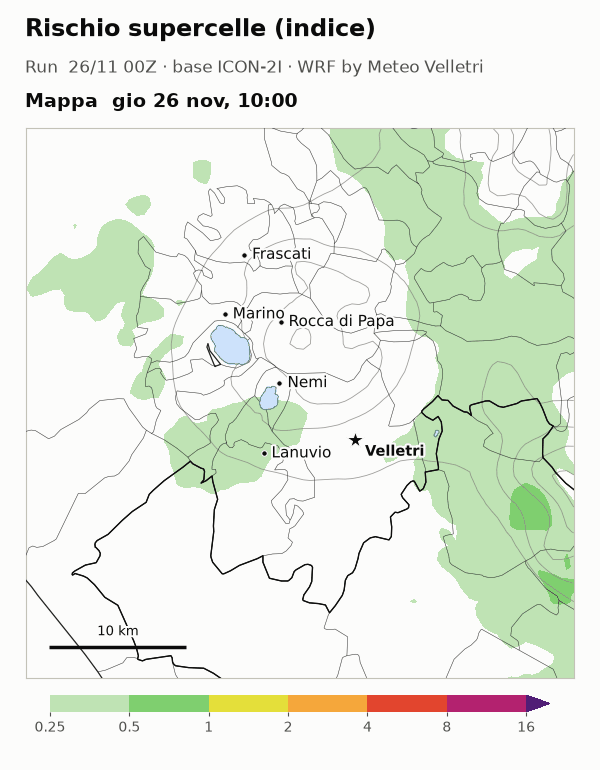 Rischio supercelle (indice)
Run  26/11 00Z · base ICON-2I · WRF by Meteo Velletri
Mappa  gio 26 nov, 10:00
Frascati
Marino
Rocca di Papa
Nemi
Velletri
Lanuvio
10 km
0.25 0.5 1 2 4 8 16